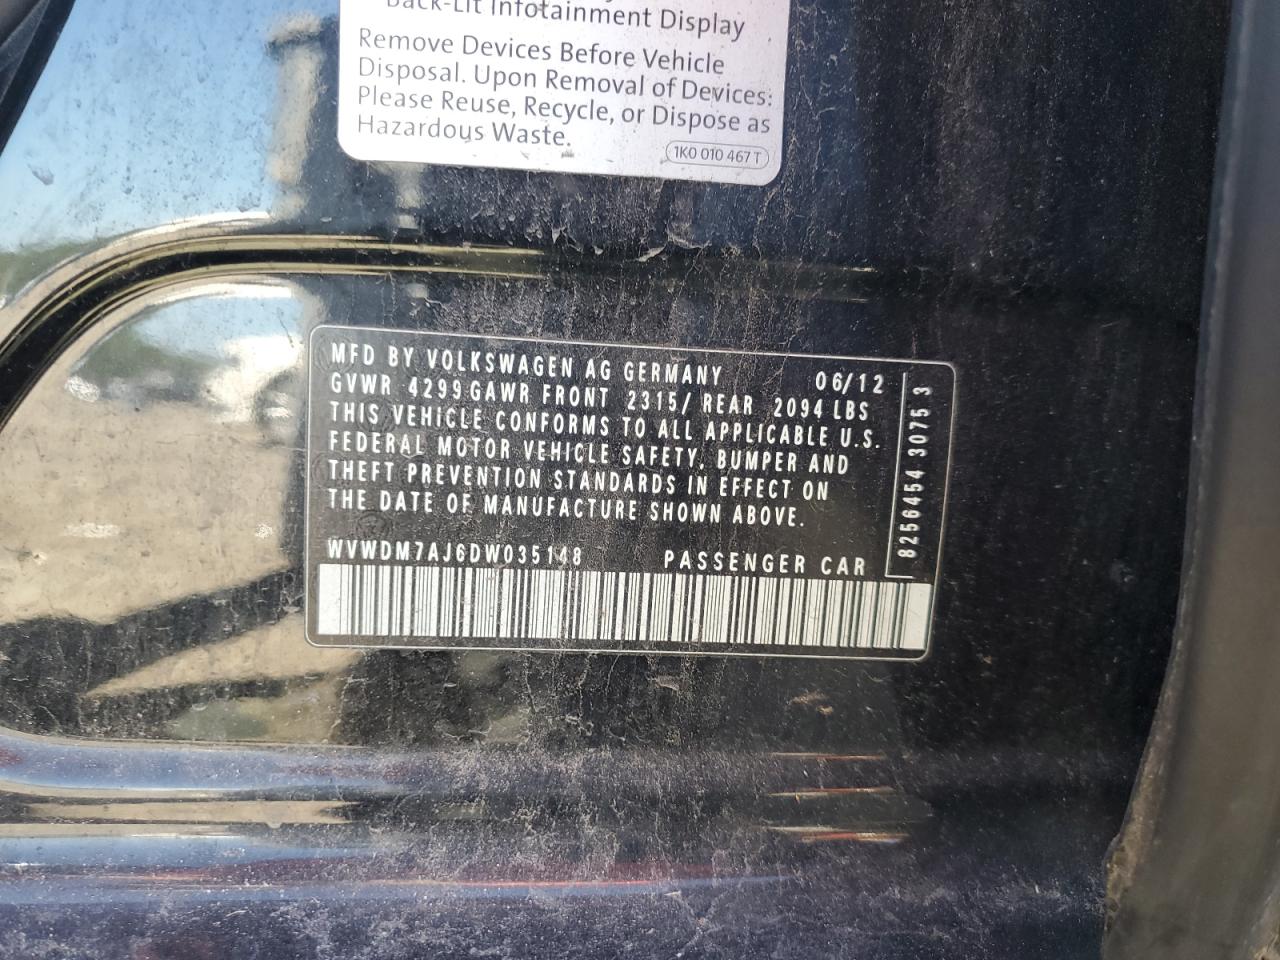 Back-Lit Infotainment Display
Remove Devices Before Vehicle
Disposal. Upon Removal of Devices:
Please Reuse, Recycle, or Dispose as
Hazardous Waste.
1K0 010 467 T
MFD BY VOLKSWAGEN AG GERMANY 06/12
GVWR 4299 GAWR FRONT 2315/ REAR 2094 LBS
THIS VEHICLE CONFORMS TO ALL APPLICABLE U.S.
FEDERAL MOTOR VEHICLE SAFETY, BUMPER AND
THEFT PREVENTION STANDARDS IN EFFECT ON
THE DATE OF MANUFACTURE SHOWN ABOVE.
WVWDM7AJ6DW035148 PASSENGER CAR
8256454 3075 3